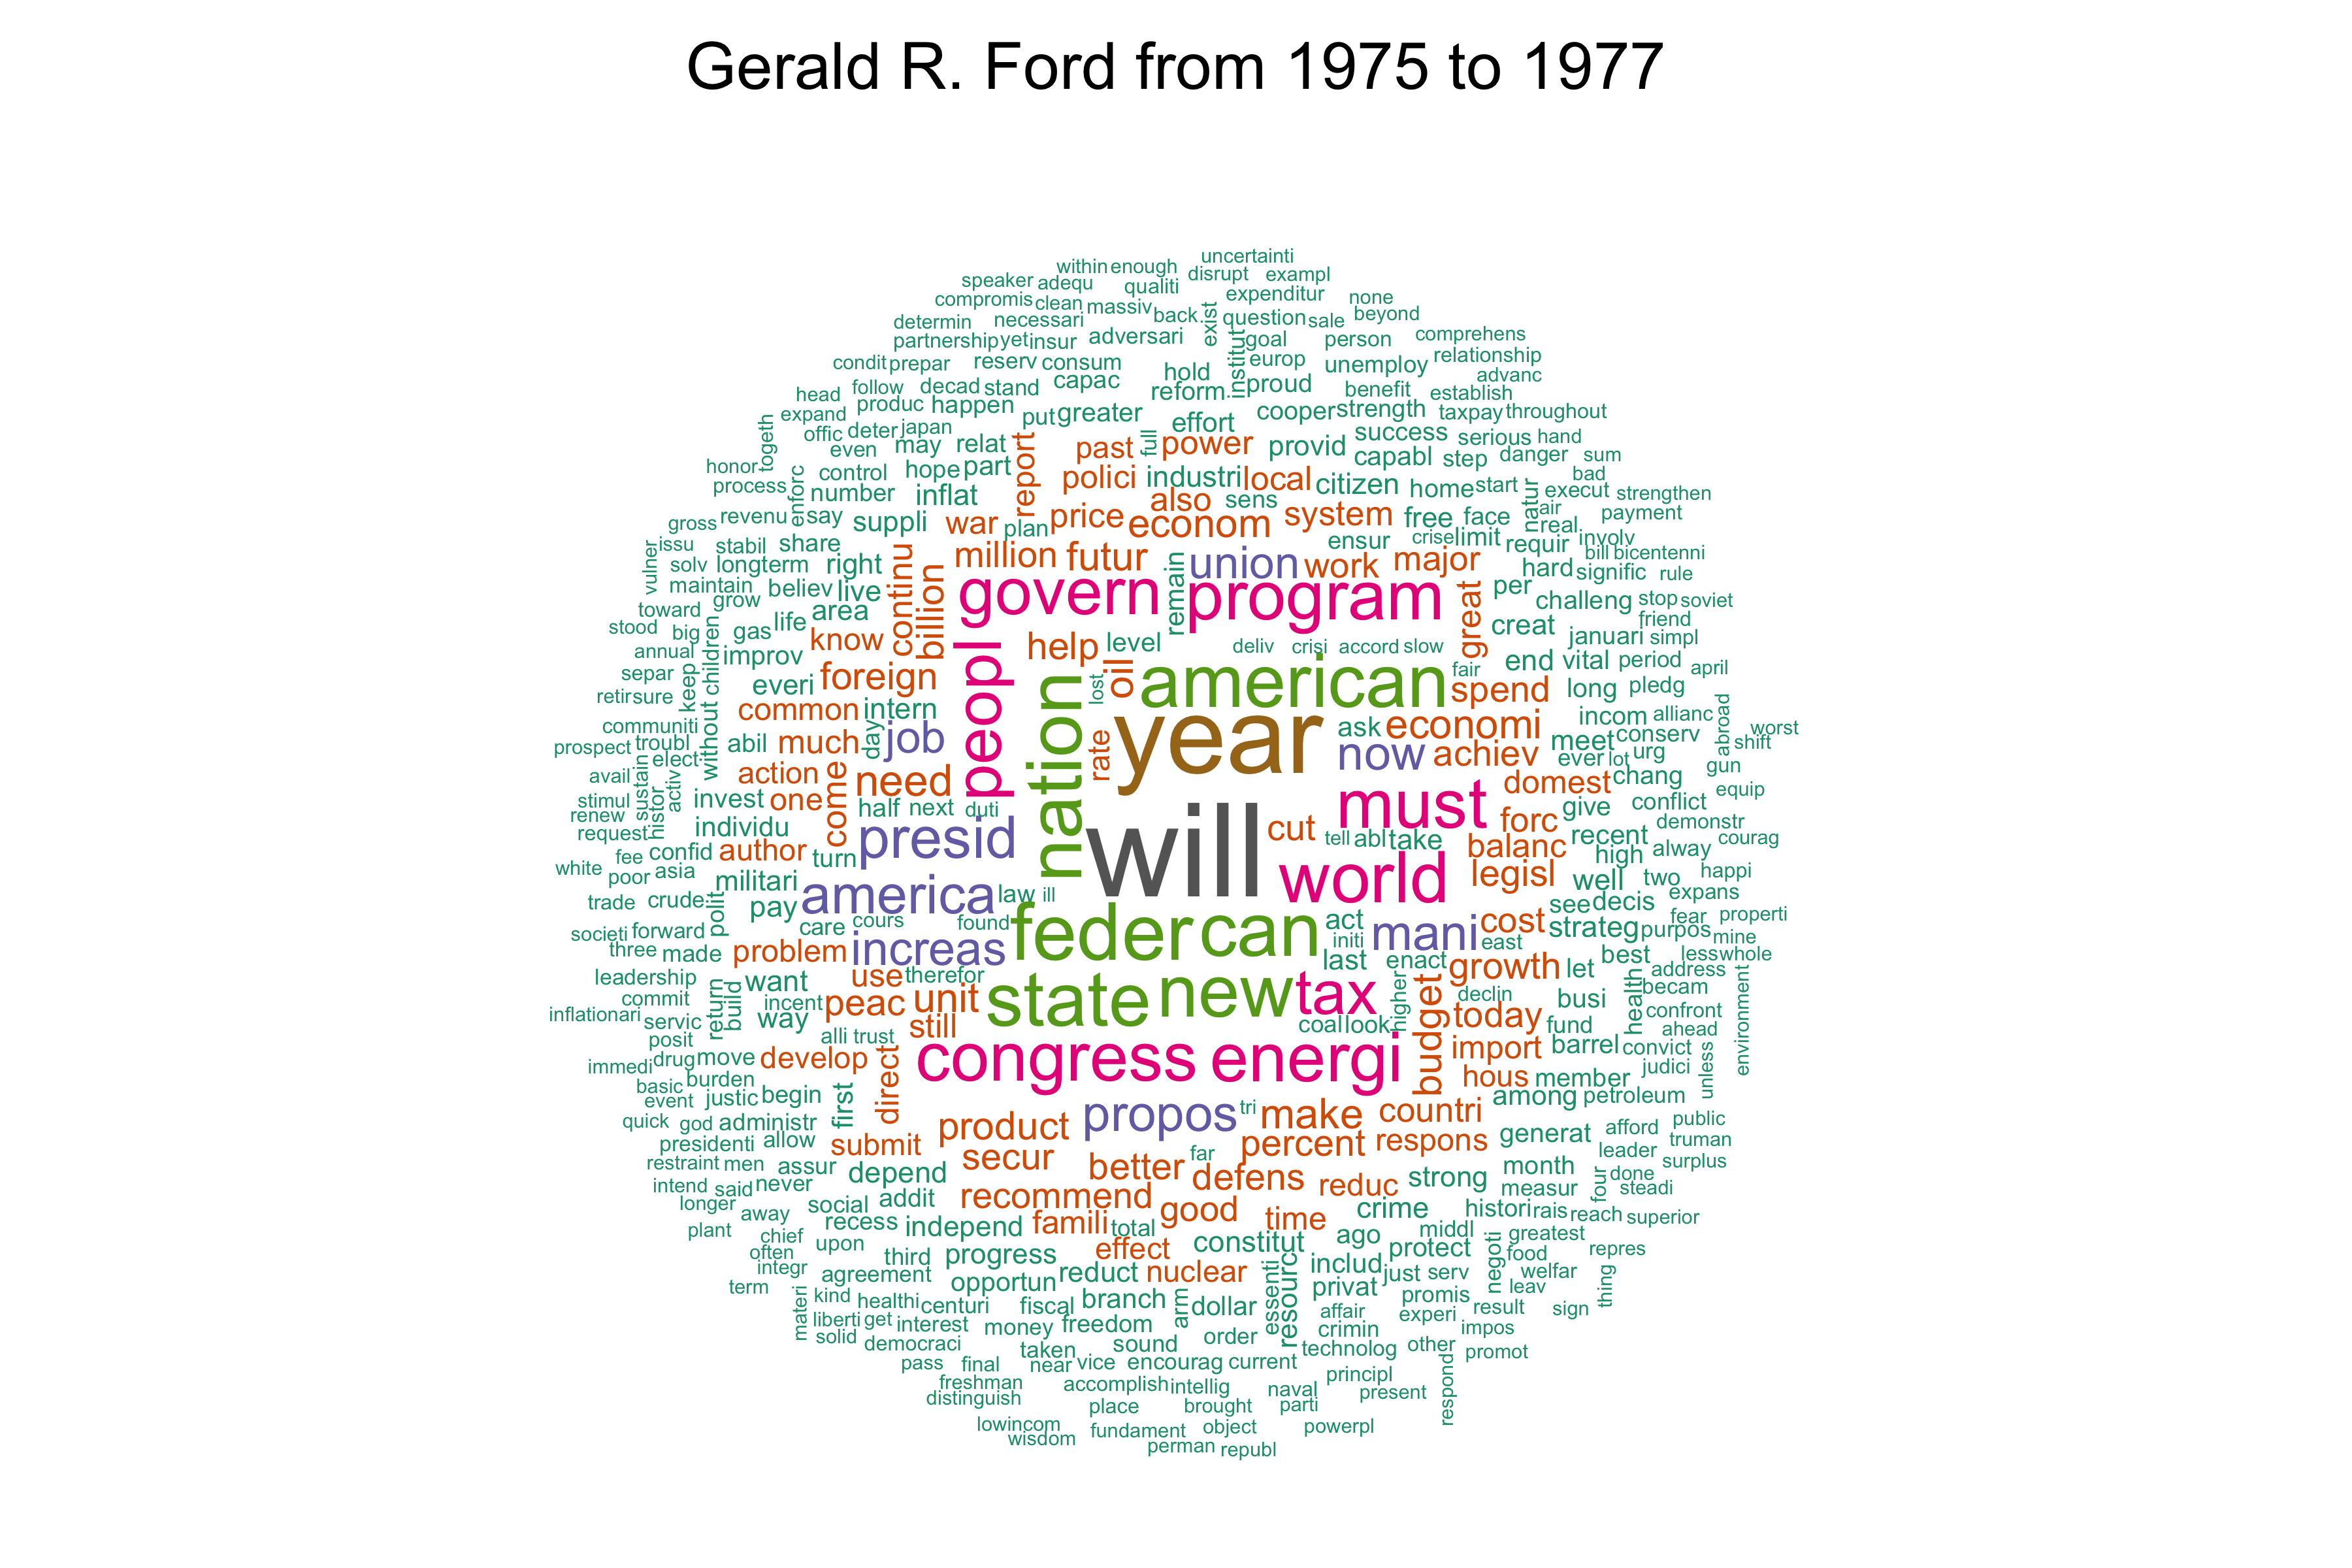 Gerald R. Ford from 1975 to 1977
uncertainti
within enough disrupt exampl
speaker adequ qualiti
compromis clean massiv expenditur none
determin necessari back exist question sale beyond
partnership yet insur adversari institut goal person comprehens
condit prepar reserv consum hold europ unemploy relationship
head follow decad stand capac reform proud benefit advanc establish
expand produc happen put greater effort cooper strength taxpay throughout
togeth offic deter japan full success serious hand
even may relat report past power provid capabl step danger sum
honor control hope part polici industri local citizen home start bad
process enforc number inflat also sens natur execut strengthen
gross revenu say suppli war plan price econom system free face air real payment
vulner issu stabil share ensur crise limit requir involv
solv longterm right continu billion million futur remain union work major hard signific bill bicentenni rule
maintain believ live govern program great per
toward grow area challeng stop soviet
stood big gas life know help level deliv crisi accord slow creat januari friend simpl
annual children improv peopl oil american fair end vital period april
separ keep everi foreign nation lost spend long pledg
retir sure common intern year incom allianc
communiti without abil much day job rate ask economi meet conserv abroad worst
prospect troubl elect now achiev ever lot urg shift
avail sustain activ action come need domest chang gun
stimul histor invest one half next duti must give conflict equip
renew individu presid will cut forc recent demonstr
request fee confid author turn tell abl take balanc high alway courag
white poor asia militari world legisl well two happi
trade crude polit pay america law ill see decis expans
societi forward care cours found feder can act mani cost strateg purpos fear properti
three made problem increas initi east mine
leadership want use therefor last enact growth let best less whole
commit return build incent peac unit state new tax higher budget declin busi health address becam environment
inflationari servic way still coal look today fund confront
posit alli trust ahead
immedi drug move develop direct congress energi import barrel convict unless
basic burden hous member judici
event justic begin first propos tri make countri among petroleum
quick god administr product percent respons generat afford public
presidenti allow submit secur far leader truman
restraint men assur depend better defens reduc strong month four done surplus
intend said never recommend measur steadi
longer social addit famili good time crime histori rais reach superior
plant away recess independ total middl greatest
chief upon effect constitut ago protect food repres
often third progress negoti
integr agreement opportun reduct nuclear essenti resourc includ just serv welfar thing
term materi kind healthi centuri fiscal branch arm dollar privat promis leav
liberti get interest money freedom affair experi result sign
solid democraci taken sound order crimin impos
pass final near vice encourag current technolog other promot
freshman accomplish intellig principl respond
distinguish place brought naval parti present
lowincom fundament object powerpl
wisdom perman republ